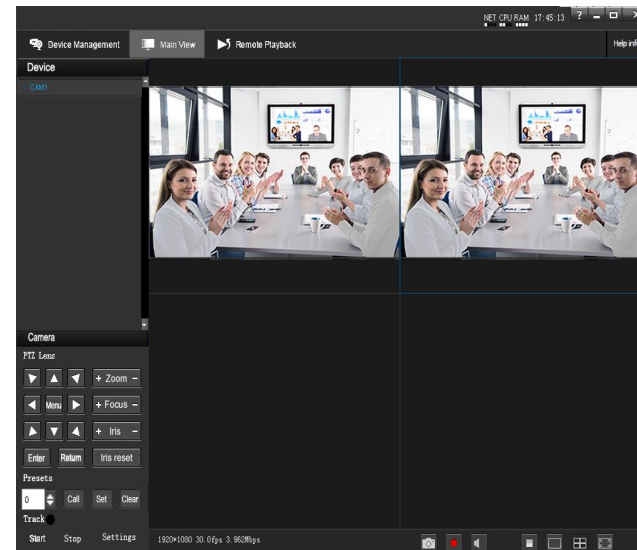 NET CPU RAM 17:45:13 ?
Device Management Main View Remote Playback Help inf
Device
CAM1
Camera
PTZ Lens
+ Zoom -
Menu + Focus -
+ Iris -
Enter Return Iris reset
Presets
0 Call Set Clear
Track
Start Stop Settings 1920*1080 30.0fps 3.962Mbps